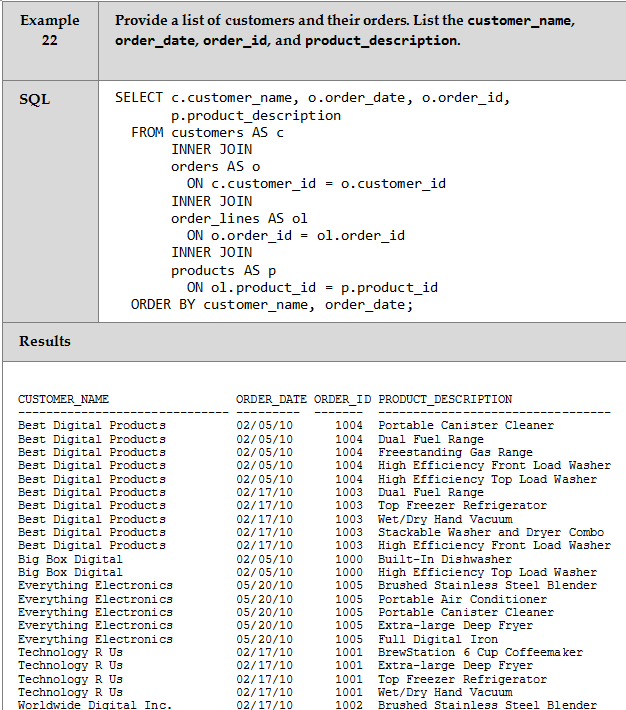 Example 22
Provide a list of customers and their orders. List the customer_name,
order_date, order_id, and product_description.
SQL
SELECT c.customer_name, o.order_date, o.order_id,
p.product_description
FROM customers AS c
INNER JOIN
orders AS o
ON c.customer_id = o.customer_id
INNER JOIN
order_lines AS ol
ON o.order_id = ol.order_id
INNER JOIN
products AS p
ON ol.product_id = p.product_id
ORDER BY customer_name, order_date;
Results
CUSTOMER_NAME ORDER_DATE ORDER_ID PRODUCT_DESCRIPTION
------------------------------ ---------- ------- ------------------------------
Best Digital Products 02/05/10 1004 Portable Canister Cleaner
Best Digital Products 02/05/10 1004 Dual Fuel Range
Best Digital Products 02/05/10 1004 Freestanding Gas Range
Best Digital Products 02/05/10 1004 High Efficiency Front Load Washer
Best Digital Products 02/05/10 1004 High Efficiency Top Load Washer
Best Digital Products 02/17/10 1003 Dual Fuel Range
Best Digital Products 02/17/10 1003 Top Freezer Refrigerator
Best Digital Products 02/17/10 1003 Wet/Dry Hand Vacuum
Best Digital Products 02/17/10 1003 Stackable Washer and Dryer Combo
Best Digital Products 02/17/10 1003 High Efficiency Front Load Washer
Big Box Digital 02/05/10 1000 Built-In Dishwasher
Big Box Digital 02/05/10 1000 High Efficiency Top Load Washer
Everything Electronics 05/20/10 1005 Brushed Stainless Steel Blender
Everything Electronics 05/20/10 1005 Portable Air Conditioner
Everything Electronics 05/20/10 1005 Portable Canister Cleaner
Everything Electronics 05/20/10 1005 Extra-large Deep Fryer
Everything Electronics 05/20/10 1005 Full Digital Iron
Technology R Us 02/17/10 1001 BrewStation 6 Cup Coffeemaker
Technology R Us 02/17/10 1001 Extra-large Deep Fryer
Technology R Us 02/17/10 1001 Top Freezer Refrigerator
Technology R Us 02/17/10 1001 Wet/Dry Hand Vacuum
Worldwide Digital Inc. 02/17/10 1002 Brushed Stainless Steel Blender